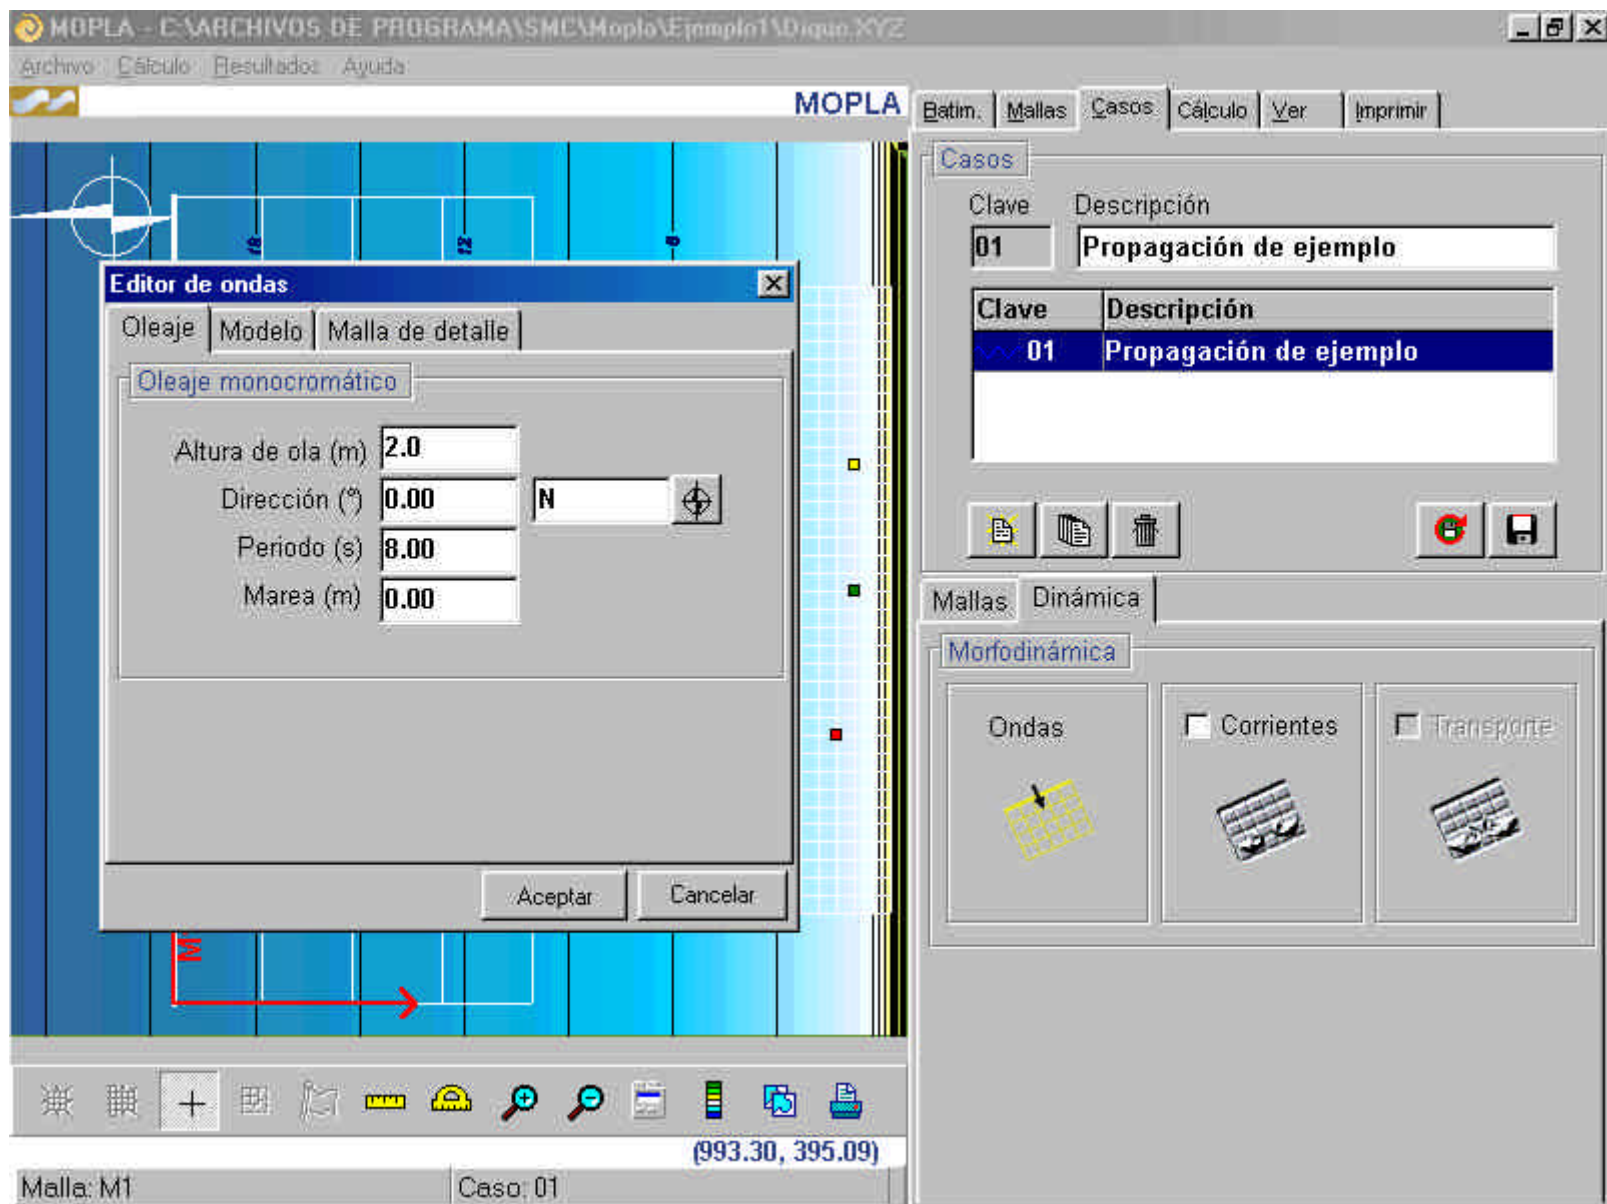 MOPLA - C:\ARCHIVOS DE PROGRAMA\SMC\Mopla\Ejemplo1\Dique.XYZ
Archivo Cálculo Resultados Ayuda
MOPLA
Batim. Mallas Casos Cálculo Ver Imprimir
Casos
Clave Descripción
01 Propagación de ejemplo
Clave Descripción
01 Propagación de ejemplo
18 12 6
Editor de ondas
Oleaje Modelo Malla de detalle
Oleaje monocromático
Altura de ola (m) 2.0
Dirección (º) 0.00 N
Periodo (s) 8.00
Marea (m) 0.00
Aceptar Cancelar
Mallas Dinámica
Morfodinámica
Ondas Corrientes Transporte
(993.30, 395.09)
Malla: M1 Caso: 01